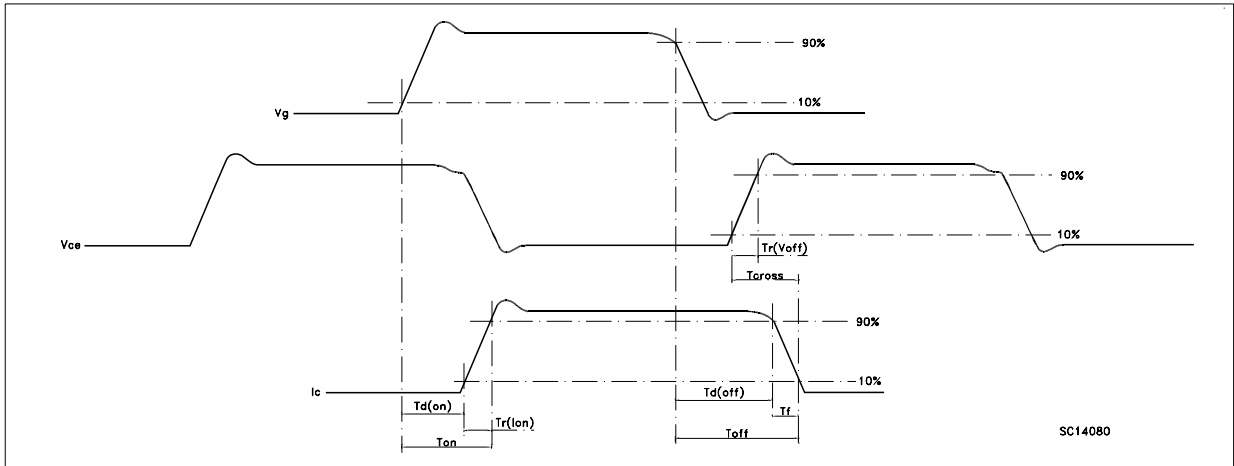 90%
10%
Vg
90%
Vce
10%
Tr(Voff)
Tcross
90%
Ic
10%
Td(on)
Td(off)
Tr(Ion)
Tf
Ton
Toff
SC14080